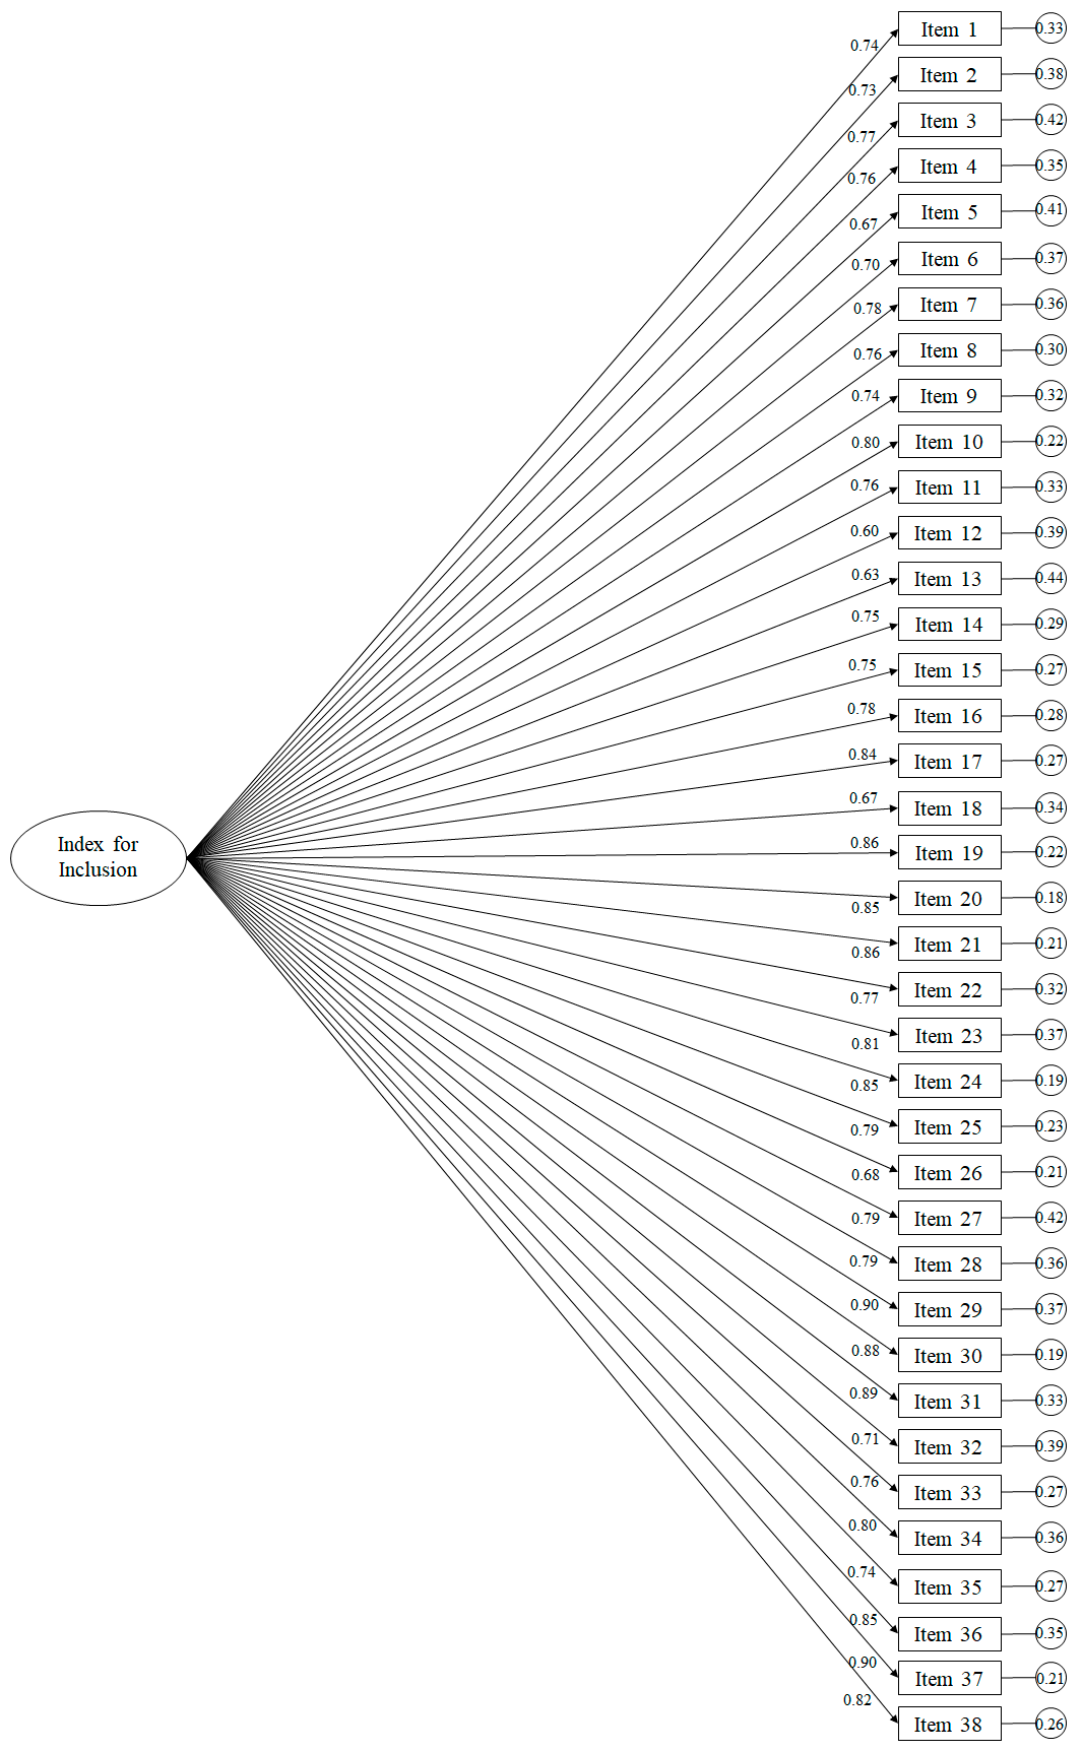 0.74 Item 1 0.33
0.73 Item 2 0.38
0.77 Item 3 0.42
0.76 Item 4 0.35
0.67 Item 5 0.41
0.70 Item 6 0.37
0.78 Item 7 0.36
0.76 Item 8 0.30
0.74 Item 9 0.32
0.80 Item 10 0.22
0.76 Item 11 0.33
0.60 Item 12 0.39
0.63 Item 13 0.44
0.75 Item 14 0.29
0.75 Item 15 0.27
0.78 Item 16 0.28
0.84 Item 17 0.27
0.67 Item 18 0.34
Index for
Inclusion
0.86 Item 19 0.22
0.85 Item 20 0.18
0.86 Item 21 0.21
0.77 Item 22 0.32
0.81 Item 23 0.37
0.85 Item 24 0.19
0.79 Item 25 0.23
0.68 Item 26 0.21
0.79 Item 27 0.42
0.79 Item 28 0.36
0.90 Item 29 0.37
0.88 Item 30 0.19
0.89 Item 31 0.33
0.71 Item 32 0.39
0.76 Item 33 0.27
0.80 Item 34 0.36
0.74 Item 35 0.27
0.85 Item 36 0.35
0.90 Item 37 0.21
0.82 Item 38 0.26